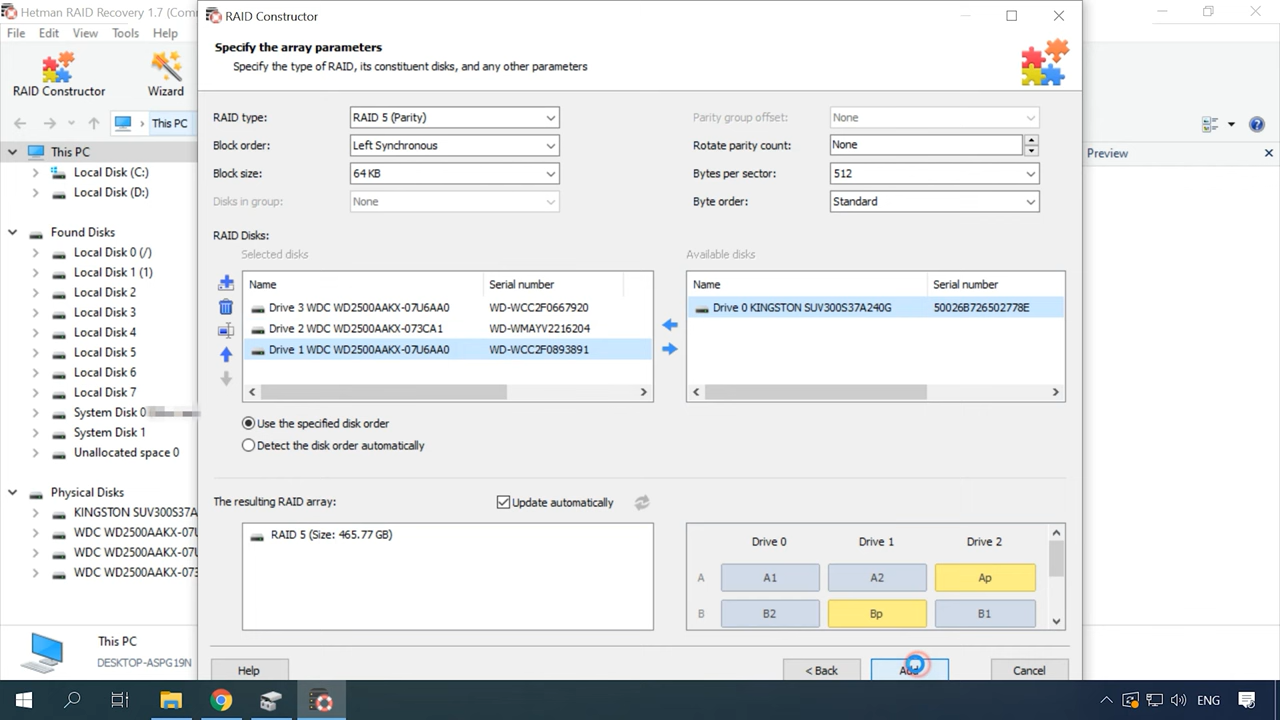 Hetman RAID Recovery 1.7 (Com
RAID Constructor
File Edit View Tools Help
Specify the array parameters
Specify the type of RAID, its constituent disks, and any other parameters
RAID Constructor Wizard
This PC
This PC
Local Disk (C:)
Local Disk (D:)
Found Disks
Local Disk 0 (/)
Local Disk 1 (1)
Local Disk 2
Local Disk 3
Local Disk 4
Local Disk 5
Local Disk 6
Local Disk 7
System Disk 0
System Disk 1
Unallocated space 0
Physical Disks
KINGSTON SUV300S37A
WDC WD2500AAKX-07U
WDC WD2500AAKX-07U
WDC WD2500AAKX-073
This PC
DESKTOP-ASPG19N
RAID type: RAID 5 (Parity)
Block order: Left Synchronous
Block size: 64 KB
Disks in group: None
Parity group offset: None
Rotate parity count: None
Bytes per sector: 512
Byte order: Standard
RAID Disks:
Selected disks
Name Serial number
Drive 3 WDC WD2500AAKX-07U6AA0 WD-WCC2F0667920
Drive 2 WDC WD2500AAKX-073CA1 WD-WMAYV2216204
Drive 1 WDC WD2500AAKX-07U6AA0 WD-WCC2F0893891
Available disks
Name Serial number
Drive 0 KINGSTON SUV300S37A240G 50026B726502778E
Use the specified disk order
Detect the disk order automatically
The resulting RAID array: Update automatically
RAID 5 (Size: 465.77 GB)
Drive 0 Drive 1 Drive 2
A A1 A2 Ap
B B2 Bp B1
Help < Back Add Cancel
Preview
ENG